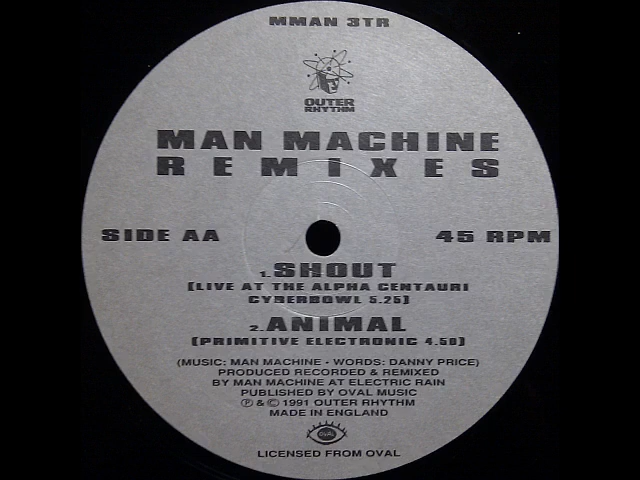 MMAN 3TR
OUTER
RHYTHM
MAN MACHINE
REMIXES
SIDE AA
45 RPM
1. SHOUT
(LIVE AT THE ALPHA CENTAURI
CYBERBOWL 5.25)
2. ANIMAL
(PRIMITIVE ELECTRONIC 4.50)
(MUSIC: MAN MACHINE - WORDS: DANNY PRICE)
PRODUCED RECORDED & REMIXED
BY MAN MACHINE AT ELECTRIC RAIN
PUBLISHED BY OVAL MUSIC
Ⓟ & © 1991 OUTER RHYTHM
MADE IN ENGLAND
OVAL
LICENSED FROM OVAL